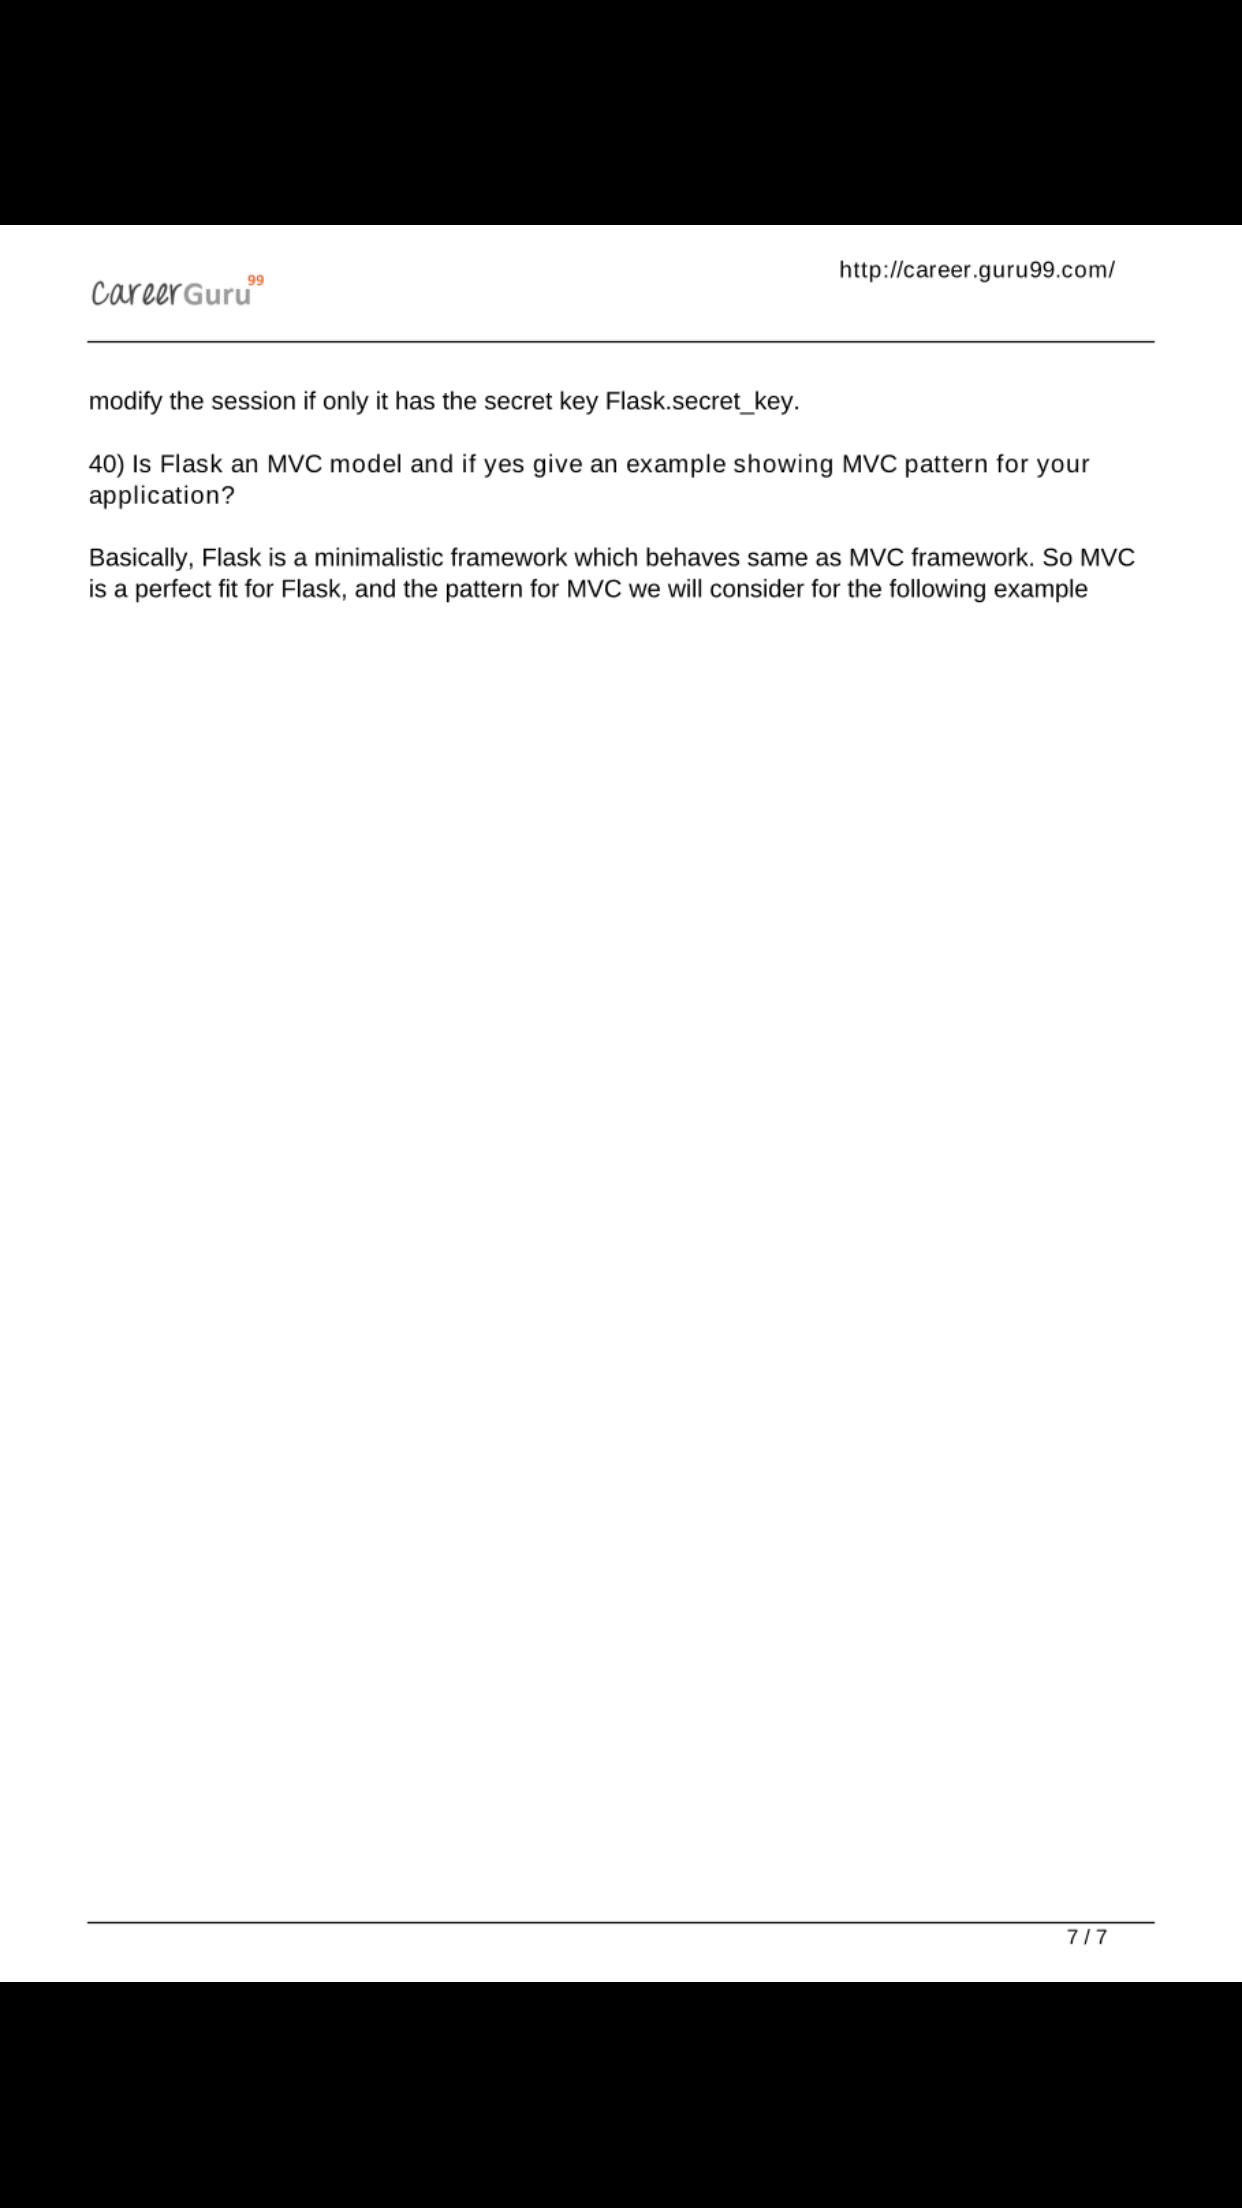 CareerGuru99
http://career.guru99.com/
modify the session if only it has the secret key Flask.secret_key.
40) Is Flask an MVC model and if yes give an example showing MVC pattern for your
application?
Basically, Flask is a minimalistic framework which behaves same as MVC framework. So MVC
is a perfect fit for Flask, and the pattern for MVC we will consider for the following example
7 / 7